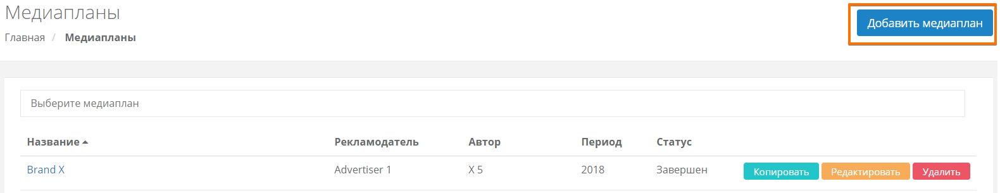 Медиапланы
Добавить медиаплан
Главная / Медиапланы
Выберите медиаплан
Название Рекламодатель Автор Период Статус
Brand X Advertiser 1 X 5 2018 Завершен Копировать Редактировать Удалить